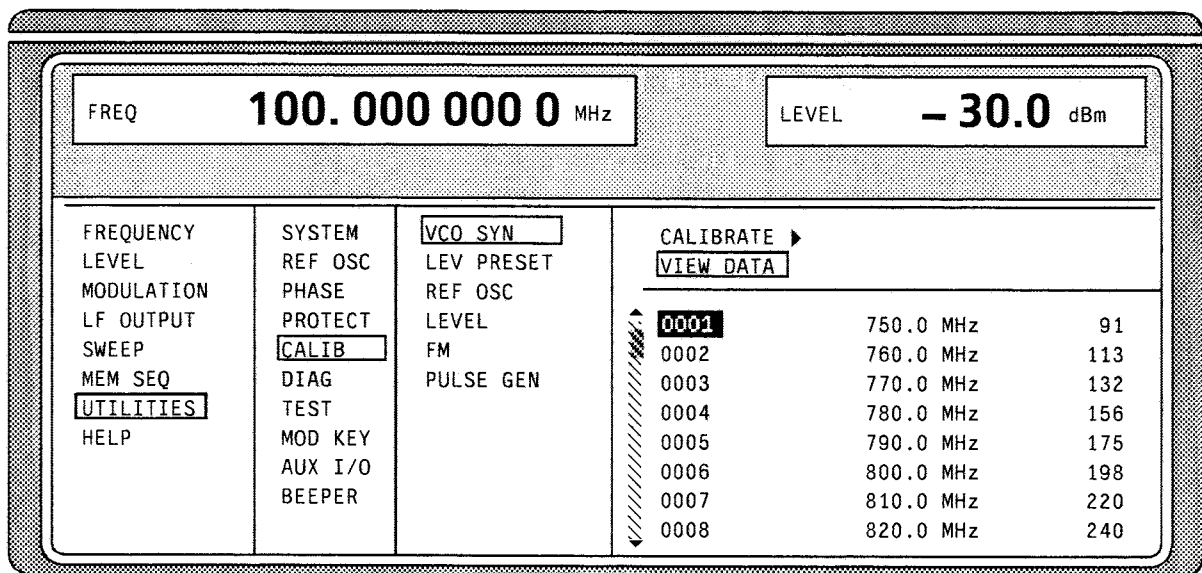 FREQ 100. 000 000 0 MHz
LEVEL – 30.0 dBm
FREQUENCY
LEVEL
MODULATION
LF OUTPUT
SWEEP
MEM SEQ
UTILITIES
HELP
SYSTEM
REF OSC
PHASE
PROTECT
CALIB
DIAG
TEST
MOD KEY
AUX I/O
BEEPER
VCO SYN
LEV PRESET
REF OSC
LEVEL
FM
PULSE GEN
CALIBRATE ▶
VIEW DATA
0001 750.0 MHz 91
0002 760.0 MHz 113
0003 770.0 MHz 132
0004 780.0 MHz 156
0005 790.0 MHz 175
0006 800.0 MHz 198
0007 810.0 MHz 220
0008 820.0 MHz 240